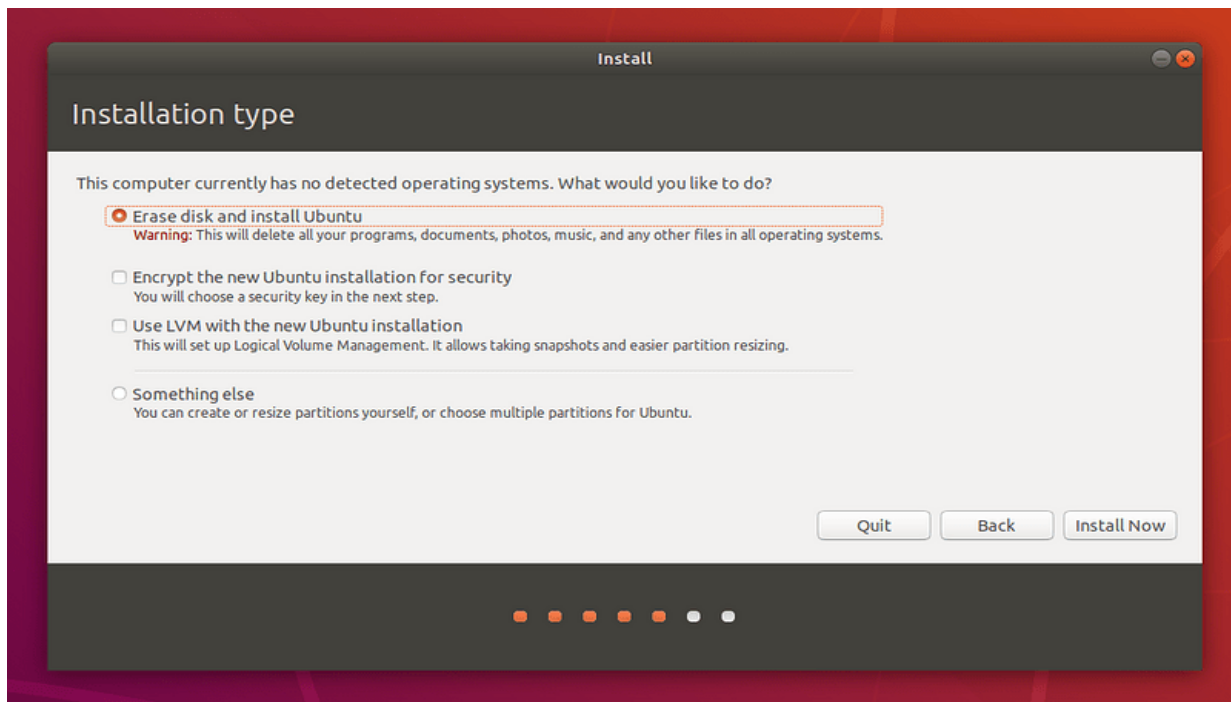 Install
Installation type
This computer currently has no detected operating systems. What would you like to do?
Erase disk and install Ubuntu
Warning: This will delete all your programs, documents, photos, music, and any other files in all operating systems.
Encrypt the new Ubuntu installation for security
You will choose a security key in the next step.
Use LVM with the new Ubuntu installation
This will set up Logical Volume Management. It allows taking snapshots and easier partition resizing.
Something else
You can create or resize partitions yourself, or choose multiple partitions for Ubuntu.
Quit Back Install Now